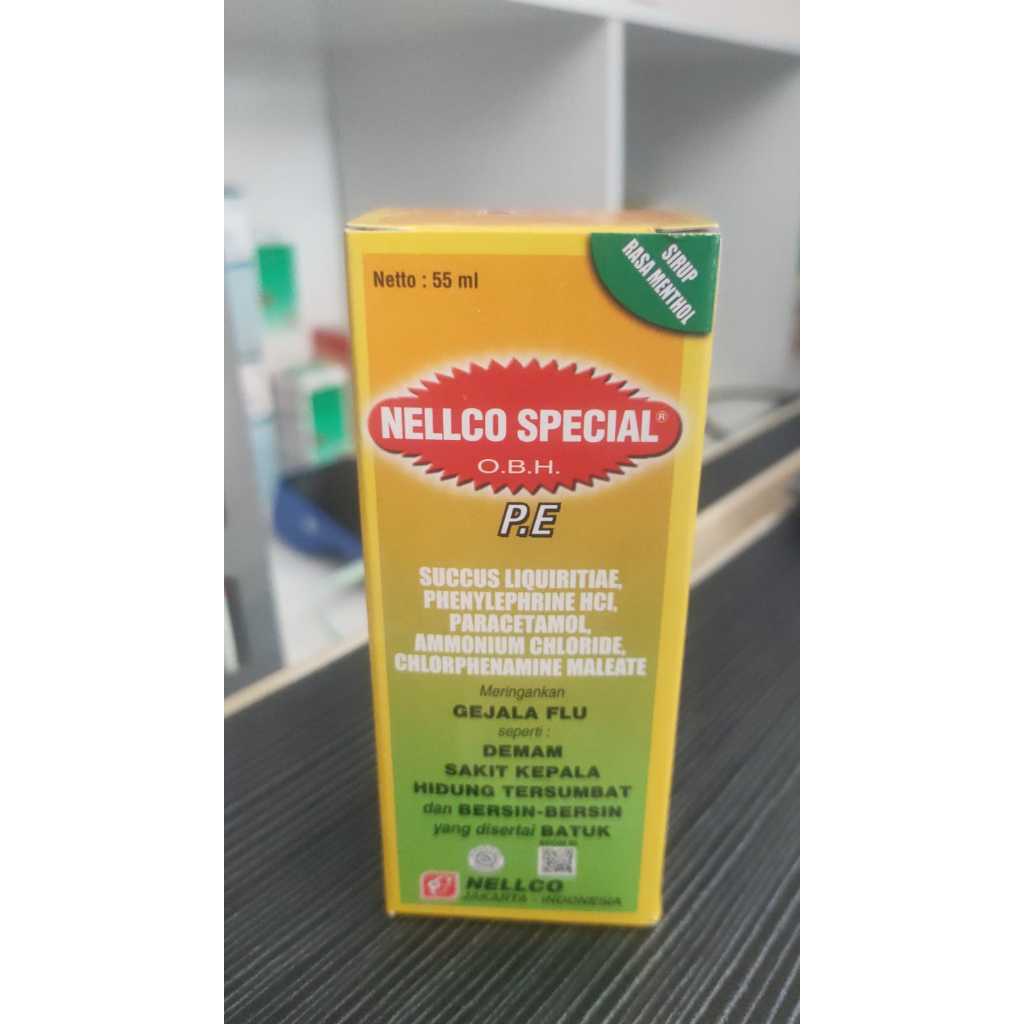 Netto : 55 ml
SIRUP
RASA MENTHOL
NELLCO SPECIAL®
O.B.H.
P.E
SUCCUS LIQUIRITIAE,
PHENYLEPHRINE HCl,
PARACETAMOL,
AMMONIUM CHLORIDE,
CHLORPHENAMINE MALEATE
Meringankan
GEJALA FLU
seperti :
DEMAM
SAKIT KEPALA
HIDUNG TERSUMBAT
dan BERSIN-BERSIN
yang disertai BATUK
NELLCO
JAKARTA - INDONESIA